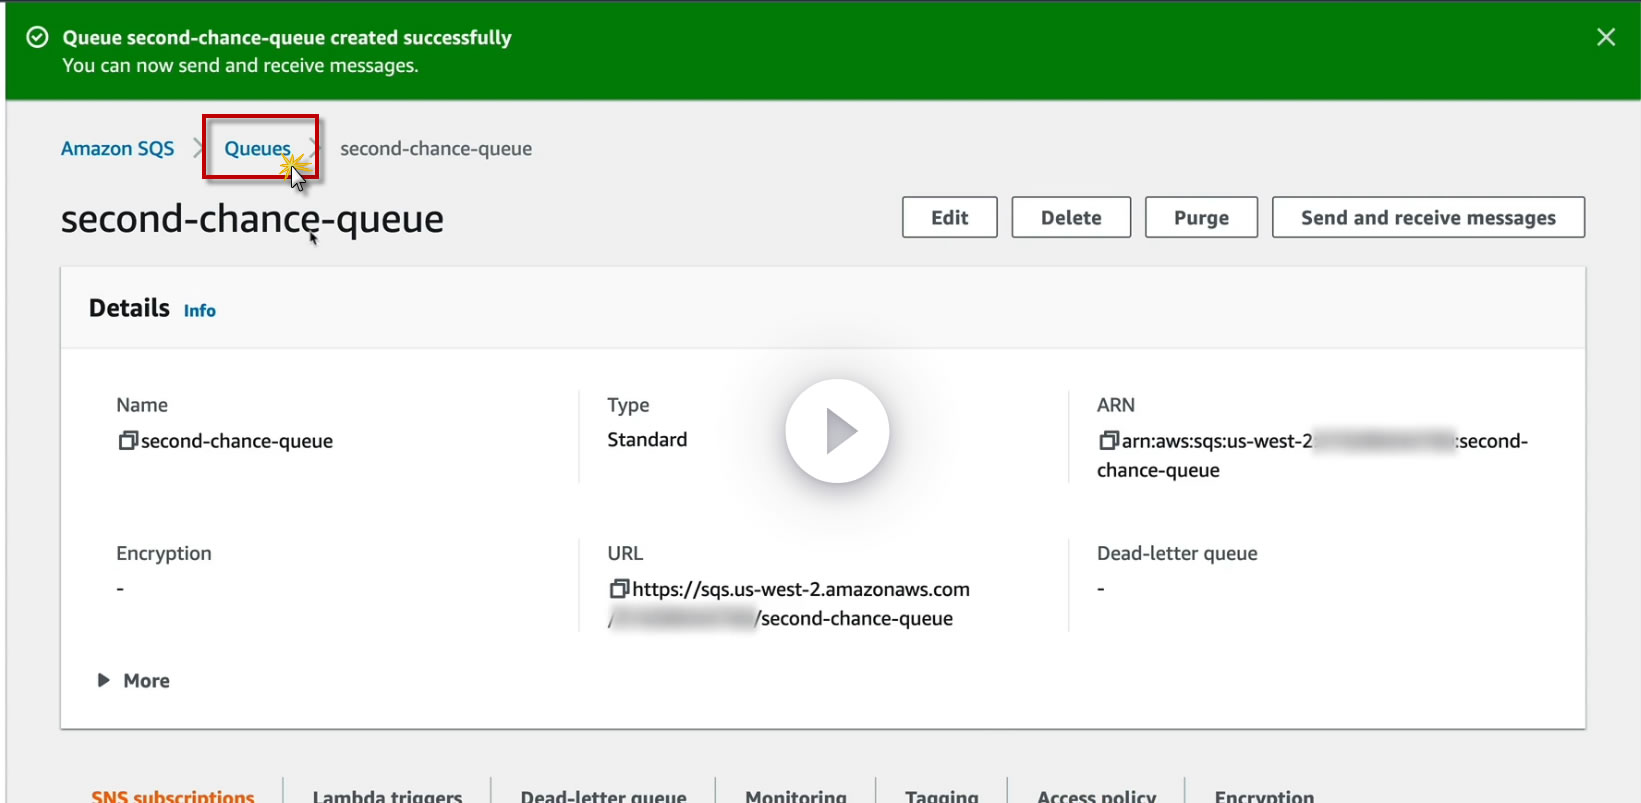 Queue second-chance-queue created successfully
You can now send and receive messages.
Amazon SQS Queues second-chance-queue
second-chance-queue
Edit Delete Purge Send and receive messages
Details Info
Name
second-chance-queue
Type
Standard
ARN
arn:aws:sqs:us-west-2 :second-
chance-queue
Encryption
-
URL
https://sqs.us-west-2.amazonaws.com
/ /second-chance-queue
Dead-letter queue
-
More
SNS subscriptions Lambda triggers Dead-letter queue Monitoring Tagging Access policy Encryption